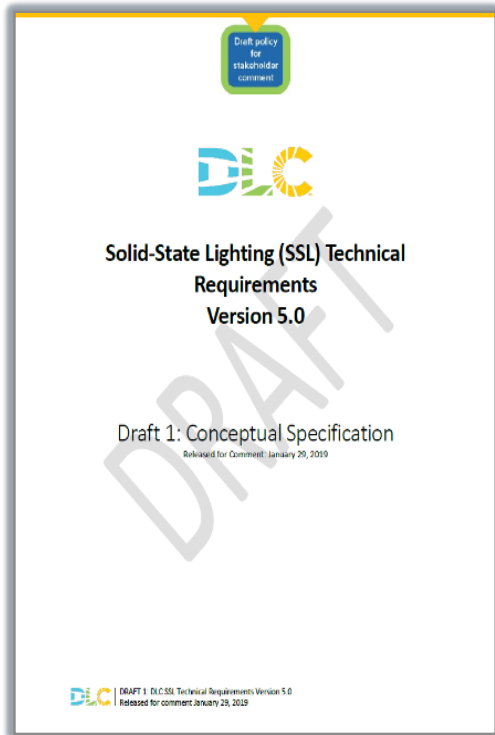 Draft policy
for
stakeholder
comment
DLC
Solid-State Lighting (SSL) Technical
Requirements
Version 5.0
DRAFT
Draft 1: Conceptual Specification
Released for Comment: January 29, 2019
DLC
DRAFT 1: DLC SSL Technical Requirements Version 5.0
Released for comment January 29, 2019